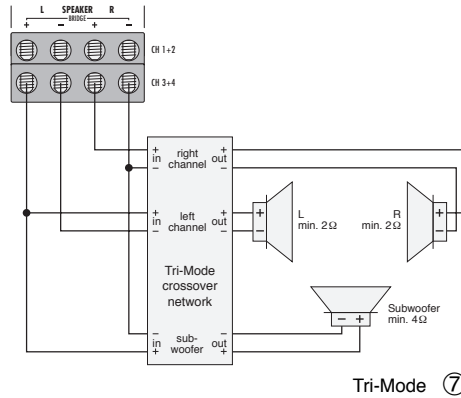 L SPEAKER R
BRIDGE
+ − + −
CH 1+2
CH 3+4
+ right +
in channel out
− −
+ left +
in channel out
− −
+ L
− min. 2Ω
R +
min. 2Ω −
Tri-Mode
crossover
network
− sub- −
in woofer out
+ +
− +
Subwoofer
min. 4Ω
Tri-Mode ⑦